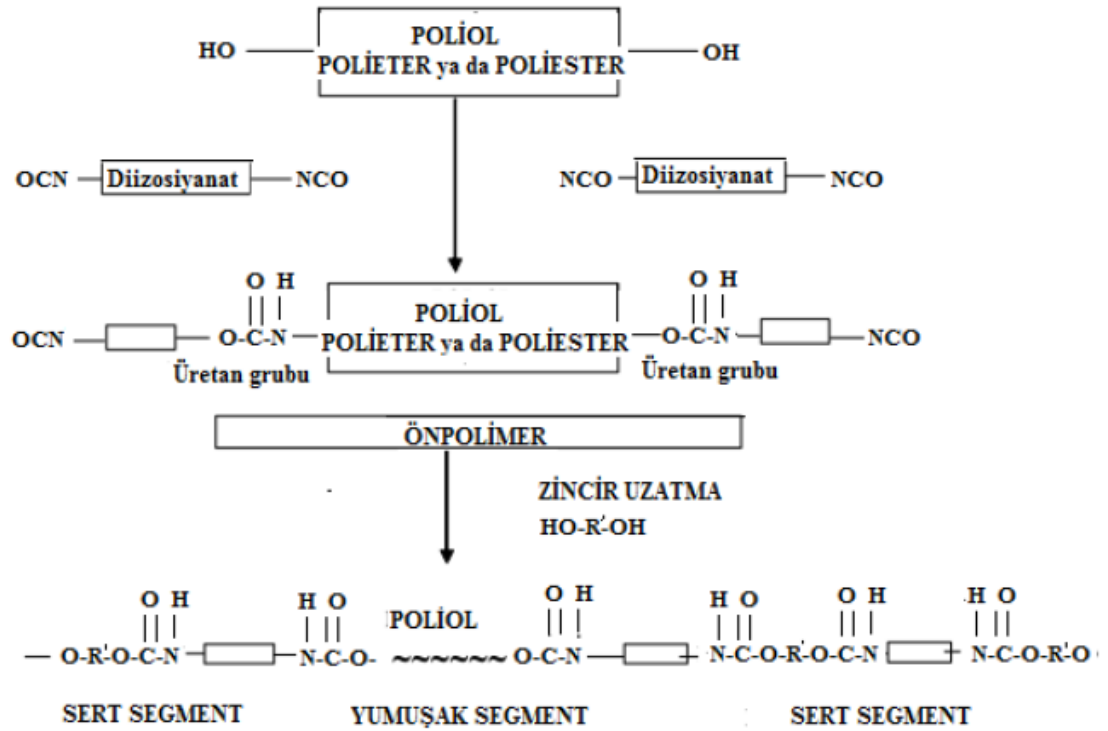 POLİOL
HO OH
POLİETER ya da POLİESTER
OCN Diizosiyanat NCO NCO Diizosiyanat NCO
O H O H
POLİOL
OCN O-C-N POLİETER ya da POLİESTER O-C-N NCO
Üretan grubu Üretan grubu
ÖNPOLİMER
ZİNCİR UZATMA
HO-R'-OH
O H H O POLİOL O H H O O H H O
O-R'-O-C-N N-C-O- ~~~~~~ O-C-N N-C-O-R'-O-C-N N-C-O-R'-O
SERT SEGMENT YUMUŞAK SEGMENT SERT SEGMENT